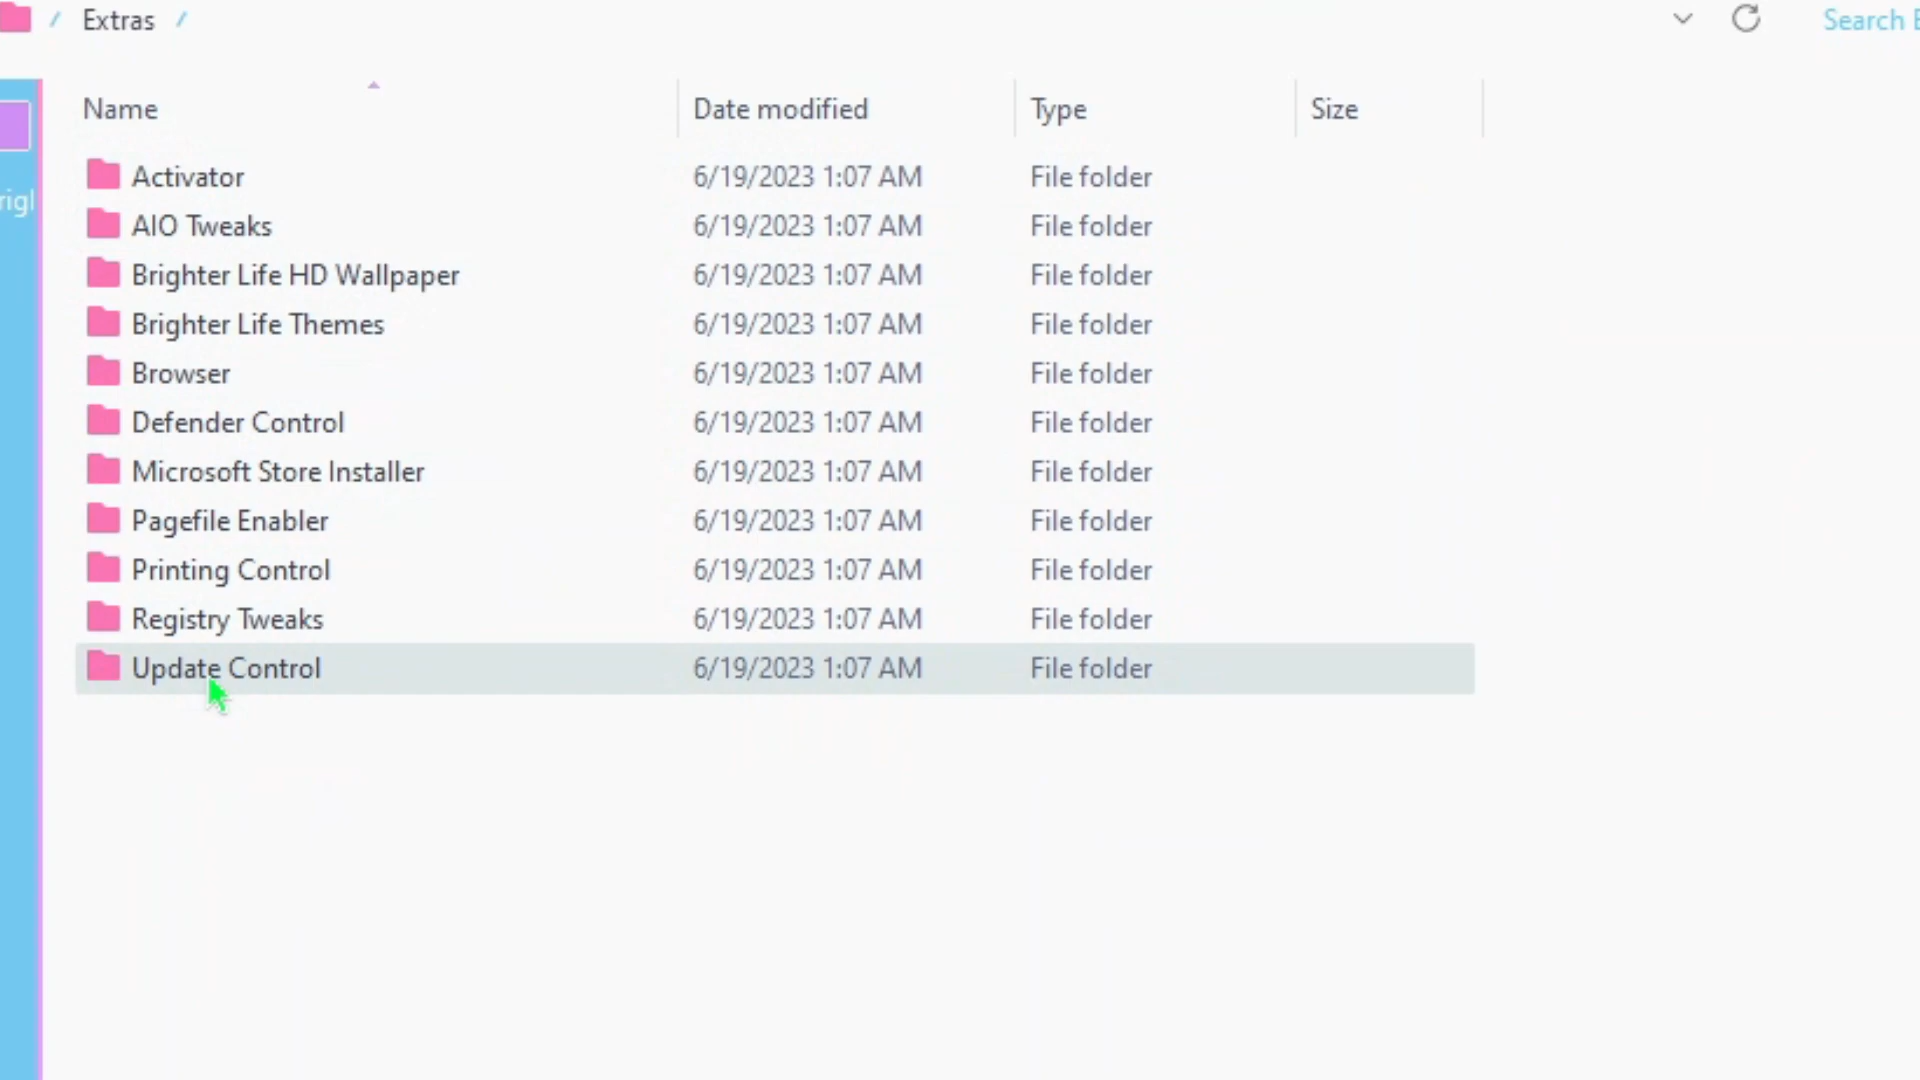 / Extras /
Search
Name Date modified Type Size
Activator 6/19/2023 1:07 AM File folder
AIO Tweaks 6/19/2023 1:07 AM File folder
Brighter Life HD Wallpaper 6/19/2023 1:07 AM File folder
Brighter Life Themes 6/19/2023 1:07 AM File folder
Browser 6/19/2023 1:07 AM File folder
Defender Control 6/19/2023 1:07 AM File folder
Microsoft Store Installer 6/19/2023 1:07 AM File folder
Pagefile Enabler 6/19/2023 1:07 AM File folder
Printing Control 6/19/2023 1:07 AM File folder
Registry Tweaks 6/19/2023 1:07 AM File folder
Update Control 6/19/2023 1:07 AM File folder